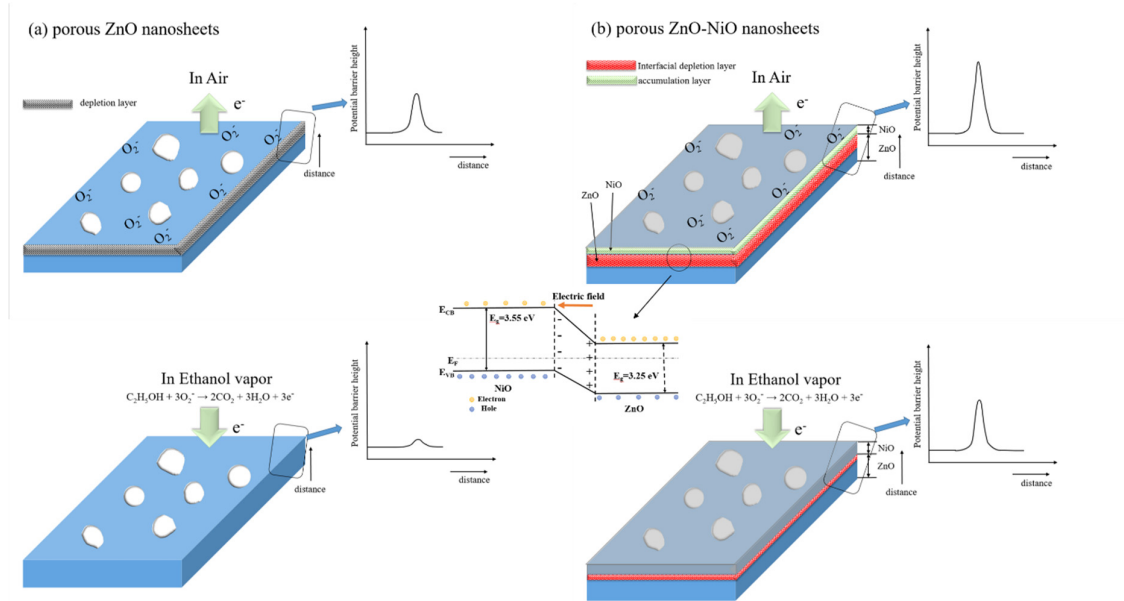 (a) porous ZnO nanosheets
In Air
e-
depletion layer
O₂⁻
O₂⁻
O₂⁻
O₂⁻
O₂⁻
O₂⁻
O₂⁻
distance
Potential barrier height
distance
(b) porous ZnO-NiO nanosheets
Interfacial depletion layer
accumulation layer
In Air
e-
O₂⁻
O₂⁻
O₂⁻
O₂⁻
O₂⁻
O₂⁻
O₂⁻
NiO
ZnO
distance
NiO
ZnO
Potential barrier height
distance
Electric field
E_CB
E_g=3.55 eV
E_F
E_VB
NiO
Electron
Hole
- - - -
+ + + +
E_g=3.25 eV
ZnO
In Ethanol vapor
C₂H₅OH + 3O₂⁻ → 2CO₂ + 3H₂O + 3e⁻
e-
distance
Potential barrier height
distance
In Ethanol vapor
C₂H₅OH + 3O₂⁻ → 2CO₂ + 3H₂O + 3e⁻
e-
NiO
ZnO
distance
Potential barrier height
distance